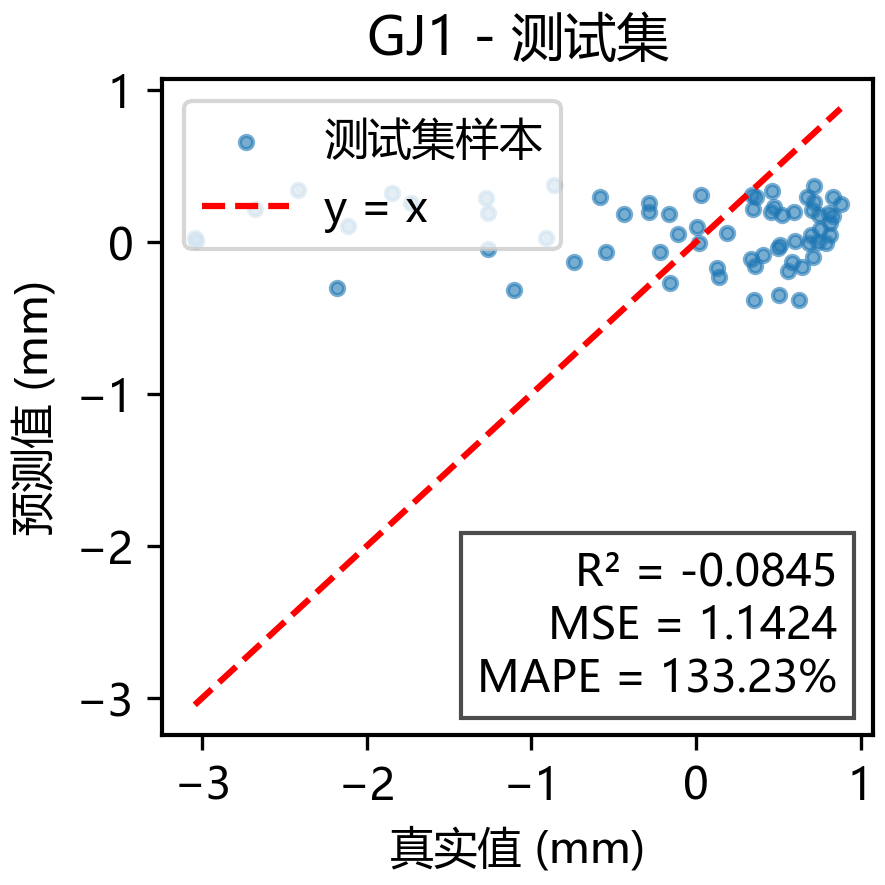 GJ1 - 测试集
测试集样本
y = x
1
0
−1
−2
−3
预测值 (mm)
R² = -0.0845
MSE = 1.1424
MAPE = 133.23%
−3
−2
−1
0
1
真实值 (mm)